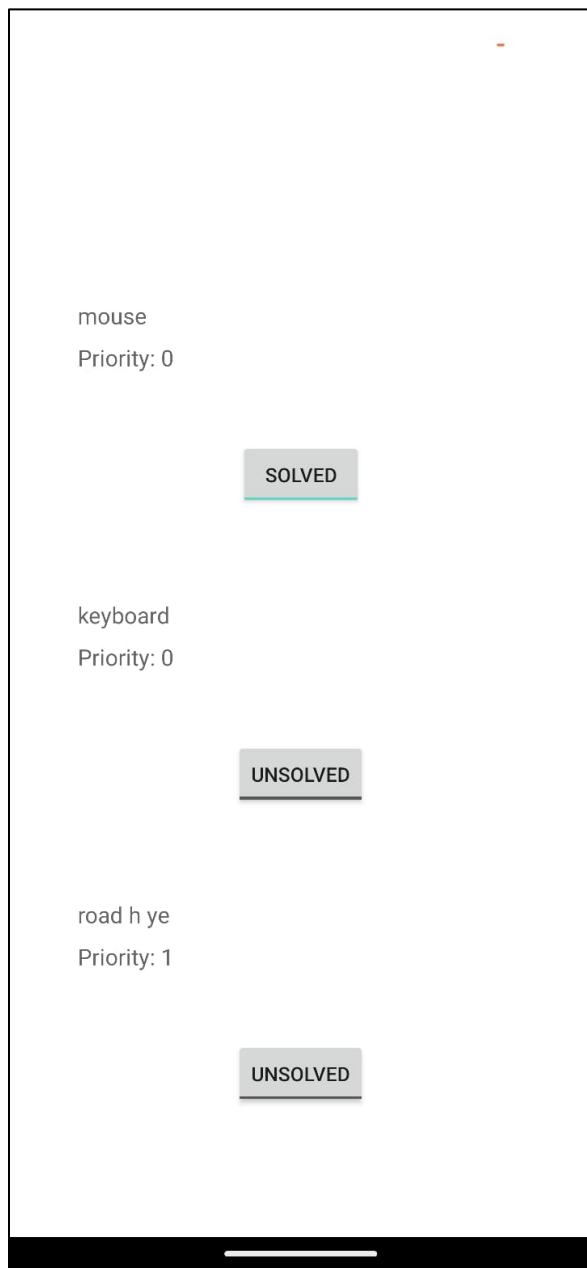 mouse
Priority: 0
SOLVED
keyboard
Priority: 0
UNSOLVED
road h ye
Priority: 1
UNSOLVED